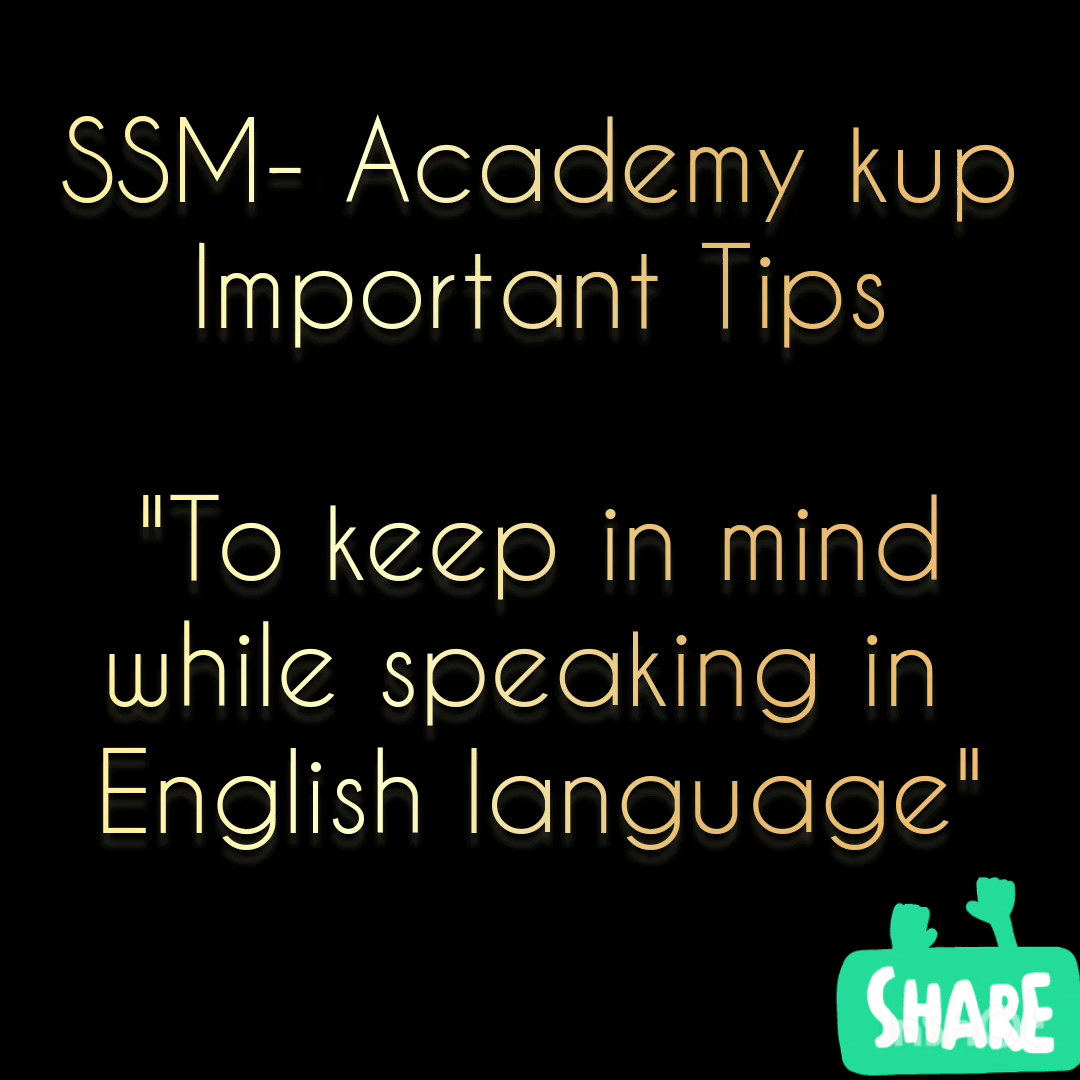 SSM- Academy kup
Important Tips
"To keep in mind
while speaking in
English language"
SHARE